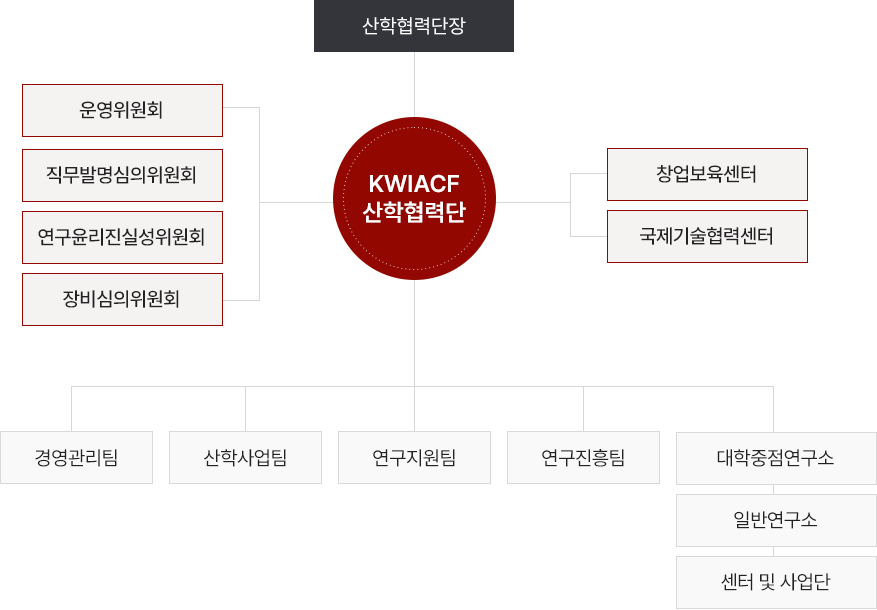 산학협력단장
운영위원회
직무발명심의위원회
연구윤리진실성위원회
장비심의위원회
KWIACF
산학협력단
창업보육센터
국제기술협력센터
경영관리팀
산학사업팀
연구지원팀
연구진흥팀
대학중점연구소
일반연구소
센터 및 사업단